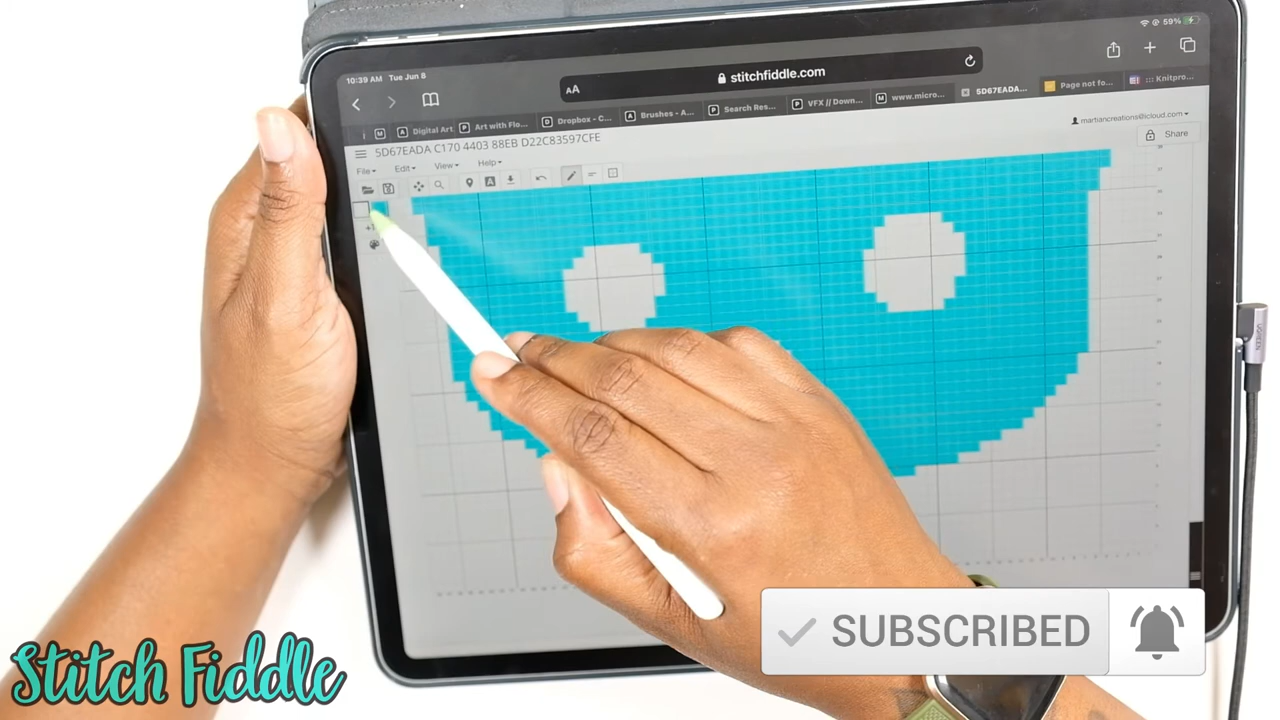 10:39 AM Tue Jun 8
59%
AA
stitchfiddle.com
Digital Art
Art with Flo...
Dropbox - C...
Brushes - A...
Search Res...
VFX // Down...
www.micro...
5D67EADA...
Page not fo...
::: Knitpro...
5D67EADA C170 4403 88EB D22C83597CFE
martiancreations@icloud.com
File
Edit
View
Help
Share
A
UGREEN
SUBSCRIBED
Stitch Fiddle